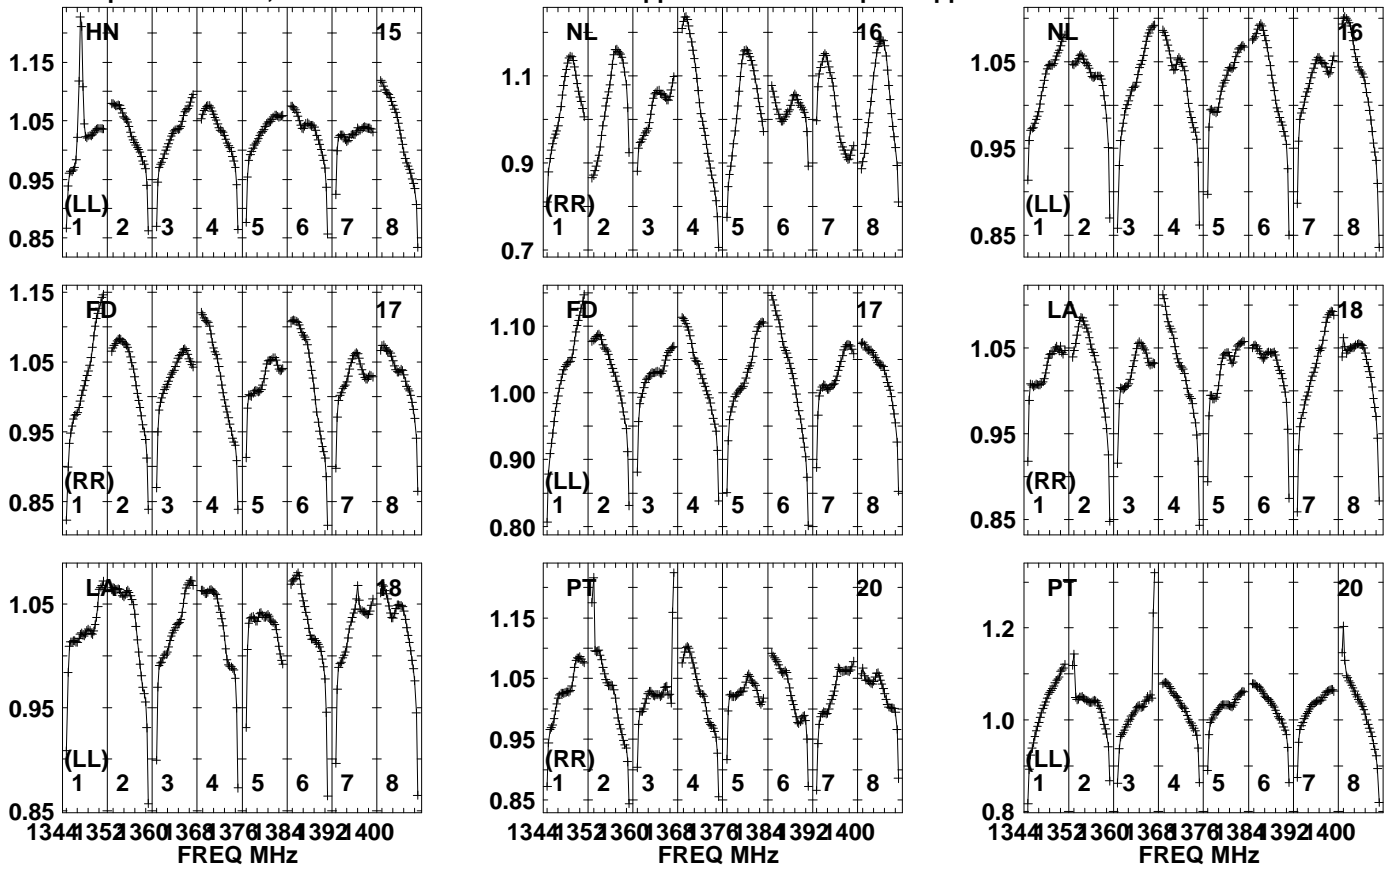 HN 15
1.15
1.05
0.95
0.85
(LL)
1 2 3 4 5 6 7 8
NL 16
1.1
0.9
0.7
(RR)
1 2 3 4 5 6 7 8
NL 16
1.05
0.95
0.85
(LL)
1 2 3 4 5 6 7 8
FD 17
1.15
1.05
0.95
0.85
(RR)
1 2 3 4 5 6 7 8
FD 17
1.10
1.00
0.90
0.80
(LL)
1 2 3 4 5 6 7 8
LA 18
1.05
0.95
0.85
(RR)
1 2 3 4 5 6 7 8
LA 18
1.05
0.95
0.85
(LL)
1 2 3 4 5 6 7 8
1344 1352 1360 1368 1376 1384 1392 1400
FREQ MHz
PT 20
1.15
1.05
0.95
0.85
(RR)
1 2 3 4 5 6 7 8
1344 1352 1360 1368 1376 1384 1392 1400
FREQ MHz
PT 20
1.2
1.0
0.8
(LL)
1 2 3 4 5 6 7 8
1344 1352 1360 1368 1376 1384 1392 1400
FREQ MHz